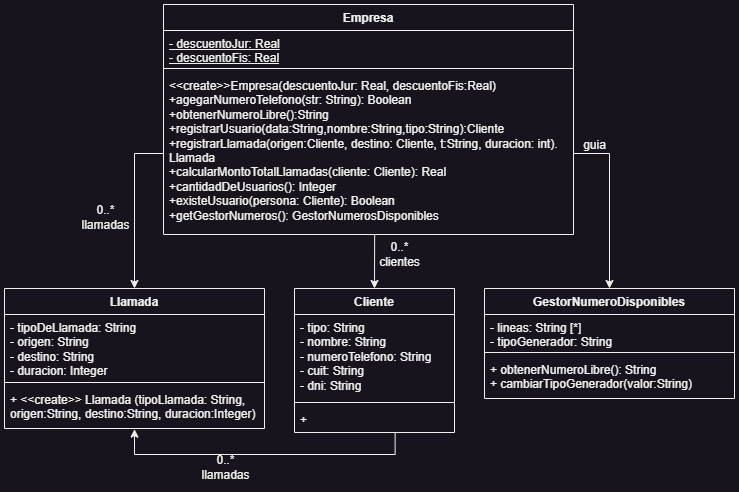 Empresa
- descuentoJur: Real
- descuentoFis: Real
<<create>>Empresa(descuentoJur: Real, descuentoFis:Real)
+agegarNumeroTelefono(str: String): Boolean
+obtenerNumeroLibre():String
+registrarUsuario(data:String,nombre:String,tipo:String):Cliente
+registrarLlamada(origen:Cliente, destino: Cliente, t:String, duracion: int).
Llamada
+calcularMontoTotalLlamadas(cliente: Cliente): Real
+cantidadDeUsuarios(): Integer
+existeUsuario(persona: Cliente): Boolean
+getGestorNumeros(): GestorNumerosDisponibles
guia
0..*
llamadas
0..*
clientes
Llamada
- tipoDeLlamada: String
- origen: String
- destino: String
- duracion: Integer
+ <<create>> Llamada (tipoLlamada: String,
origen:String, destino:String, duracion:Integer)
Cliente
- tipo: String
- nombre: String
- numeroTelefono: String
- cuit: String
- dni: String
+
GestorNumeroDisponibles
- lineas: String [*]
- tipoGenerador: String
+ obtenerNumeroLibre(): String
+ cambiarTipoGenerador(valor:String)
0..*
llamadas